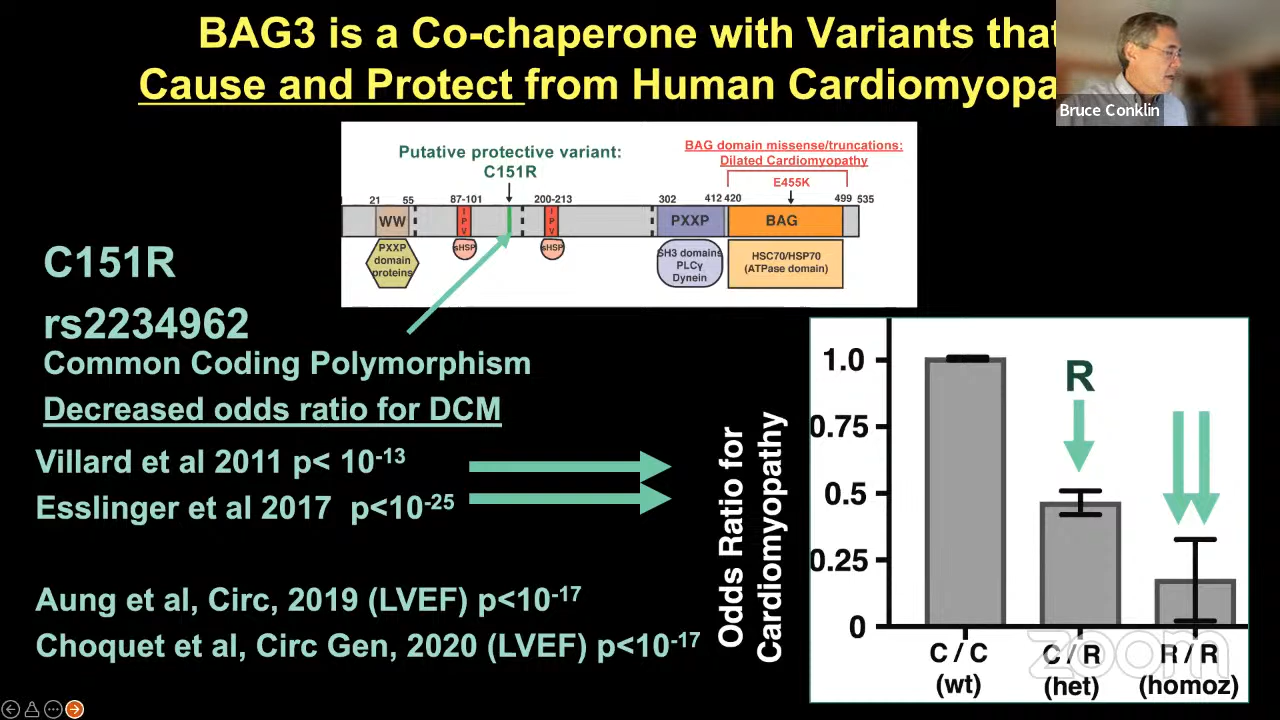 BAG3 is a Co-chaperone with Variants that
Cause and Protect from Human Cardiomyopa
Bruce Conklin
Putative protective variant:
C151R
BAG domain missense/truncations:
Dilated Cardiomyopathy
E455K
21 55 87-101 200-213 302 412 420 499 535
WW IPV IPV PXXP BAG
PXXP
domain
proteins
sHSP
sHSP
SH3 domains
PLCγ
Dynein
HSC70/HSP70
(ATPase domain)
C151R
rs2234962
Common Coding Polymorphism
Decreased odds ratio for DCM
Villard et al 2011 p< 10-13
Esslinger et al 2017 p<10-25
Aung et al, Circ, 2019 (LVEF) p<10-17
Choquet et al, Circ Gen, 2020 (LVEF) p<10-17
Odds Ratio for
Cardiomyopathy
1.0
0.75
0.5
0.25
0
R
C / C
(wt)
C / R
(het)
R / R
(homoz)
zoom